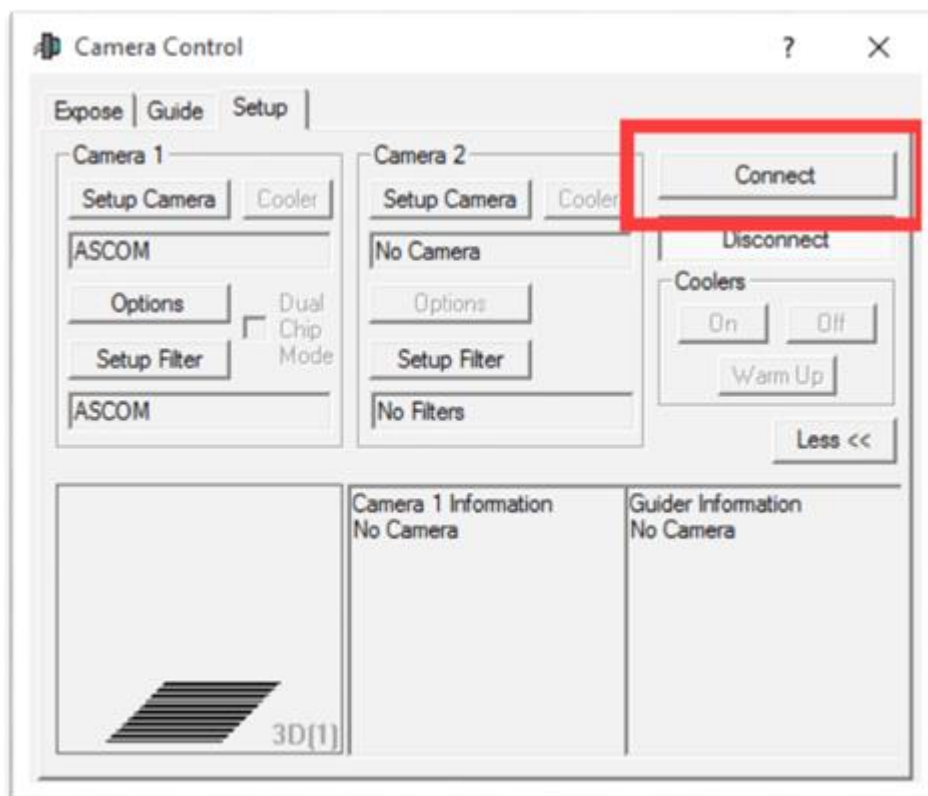 Camera Control
?
Expose
Guide
Setup
Camera 1
Setup Camera
Cooler
ASCOM
Options
Dual
Chip
Mode
Setup Filter
ASCOM
Camera 2
Setup Camera
Cooler
No Camera
Options
Setup Filter
No Filters
Connect
Disconnect
Coolers
On
Off
Warm Up
Less <<
3D(1)
Camera 1 Information
No Camera
Guider Information
No Camera